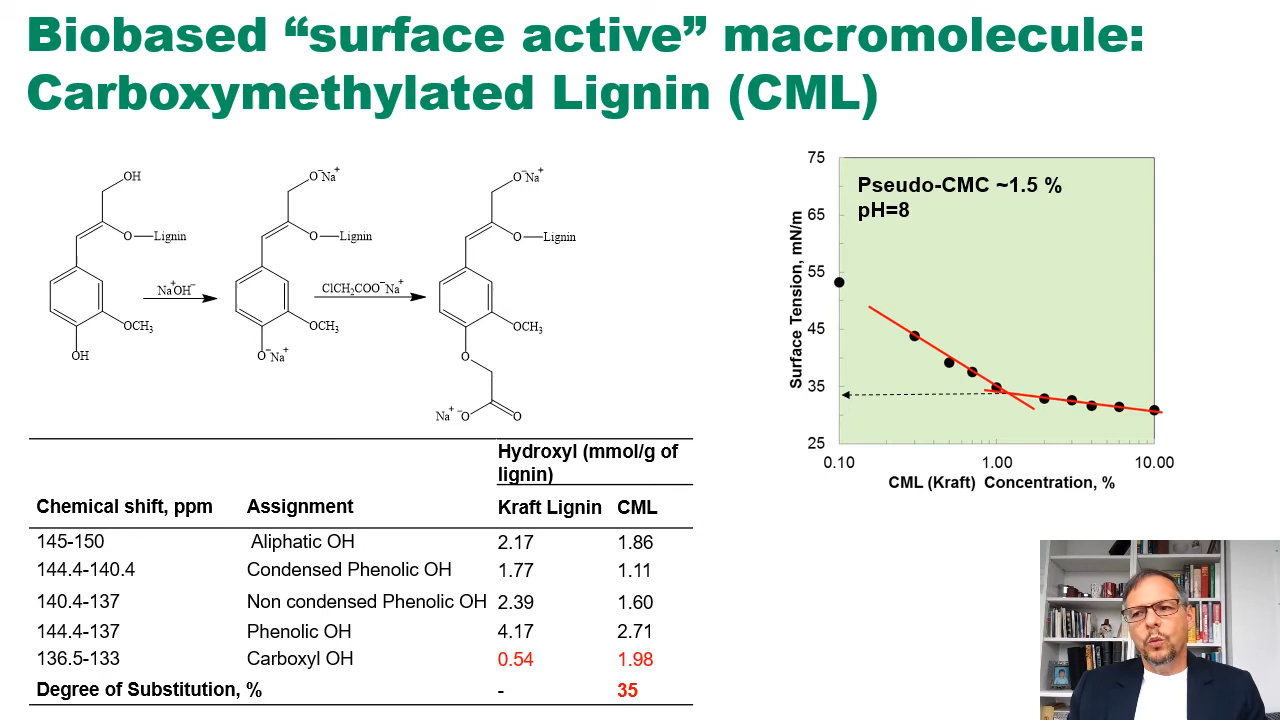 Biobased “surface active” macromolecule:
Carboxymethylated Lignin (CML)
OH
O—Lignin
OCH3
OH
Na+OH−
O−Na+
O—Lignin
OCH3
O−Na+
ClCH2COO−Na+
O−Na+
O—Lignin
OCH3
O
Na+ −O
O
Hydroxyl (mmol/g of
lignin)
Chemical shift, ppm Assignment Kraft Lignin CML
145-150 Aliphatic OH 2.17 1.86
144.4-140.4 Condensed Phenolic OH 1.77 1.11
140.4-137 Non condensed Phenolic OH 2.39 1.60
144.4-137 Phenolic OH 4.17 2.71
136.5-133 Carboxyl OH 0.54 1.98
Degree of Substitution, % - 35
Surface Tension, mN/m
75
65
55
45
35
25
Pseudo-CMC ~1.5 %
pH=8
0.10 1.00 10.00
CML (Kraft) Concentration, %